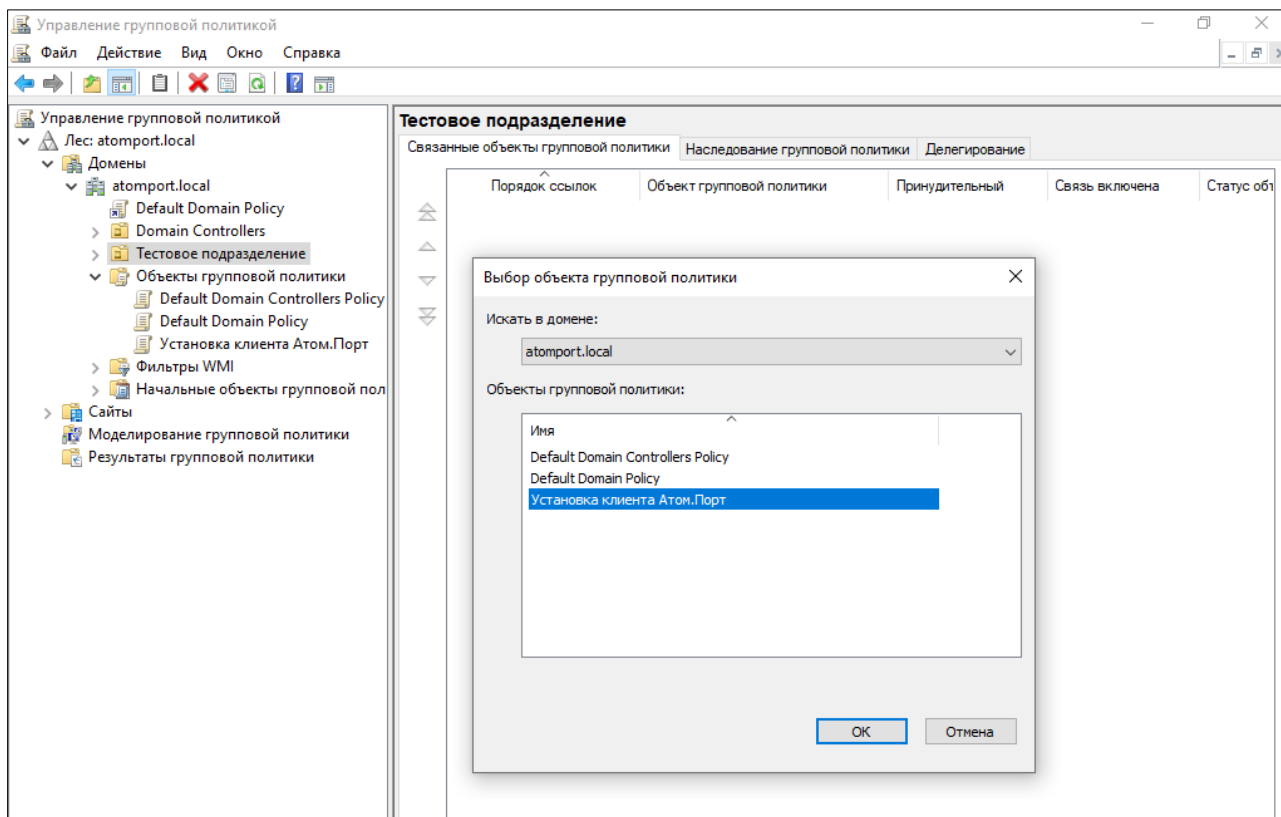 Управление групповой политикой
Файл Действие Вид Окно Справка
Управление групповой политикой
Лес: atomport.local
Домены
atomport.local
Default Domain Policy
Domain Controllers
Тестовое подразделение
Объекты групповой политики
Default Domain Controllers Policy
Default Domain Policy
Установка клиента Атом.Порт
Фильтры WMI
Начальные объекты групповой пол
Сайты
Моделирование групповой политики
Результаты групповой политики
Тестовое подразделение
Связанные объекты групповой политики Наследование групповой политики Делегирование
Порядок ссылок Объект групповой политики Принудительный Связь включена Статус объ
Выбор объекта групповой политики
Искать в домене:
atomport.local
Объекты групповой политики:
Имя
Default Domain Controllers Policy
Default Domain Policy
Установка клиента Атом.Порт
ОК Отмена